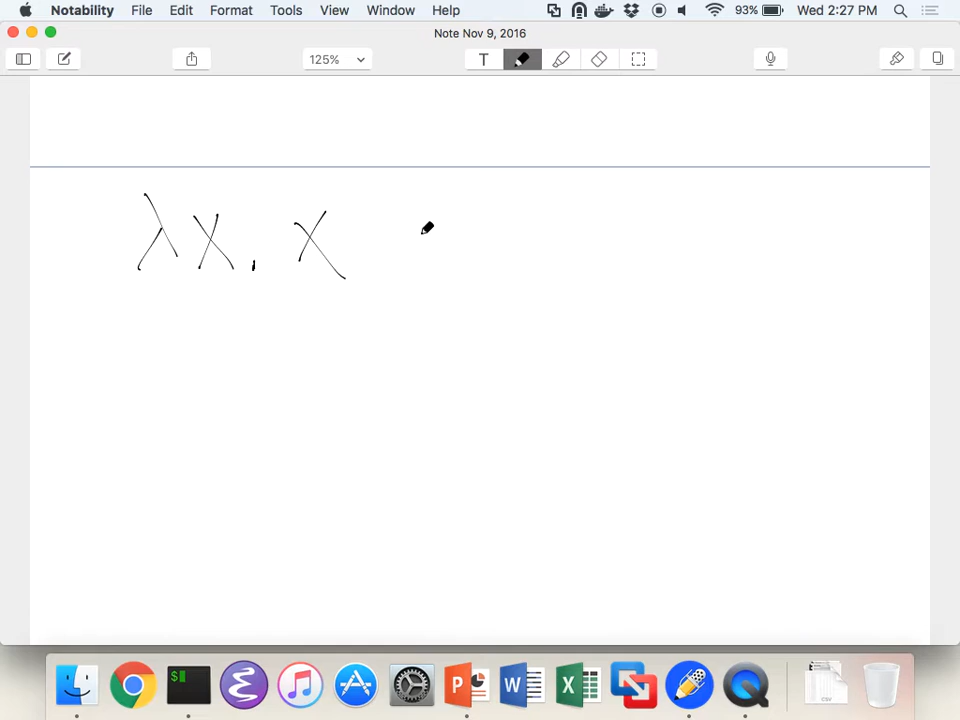 Notability File Edit Format Tools View Window Help 93% Wed 2:27 PM
Note Nov 9, 2016
125% T
λx. x
$
P W X
CSV